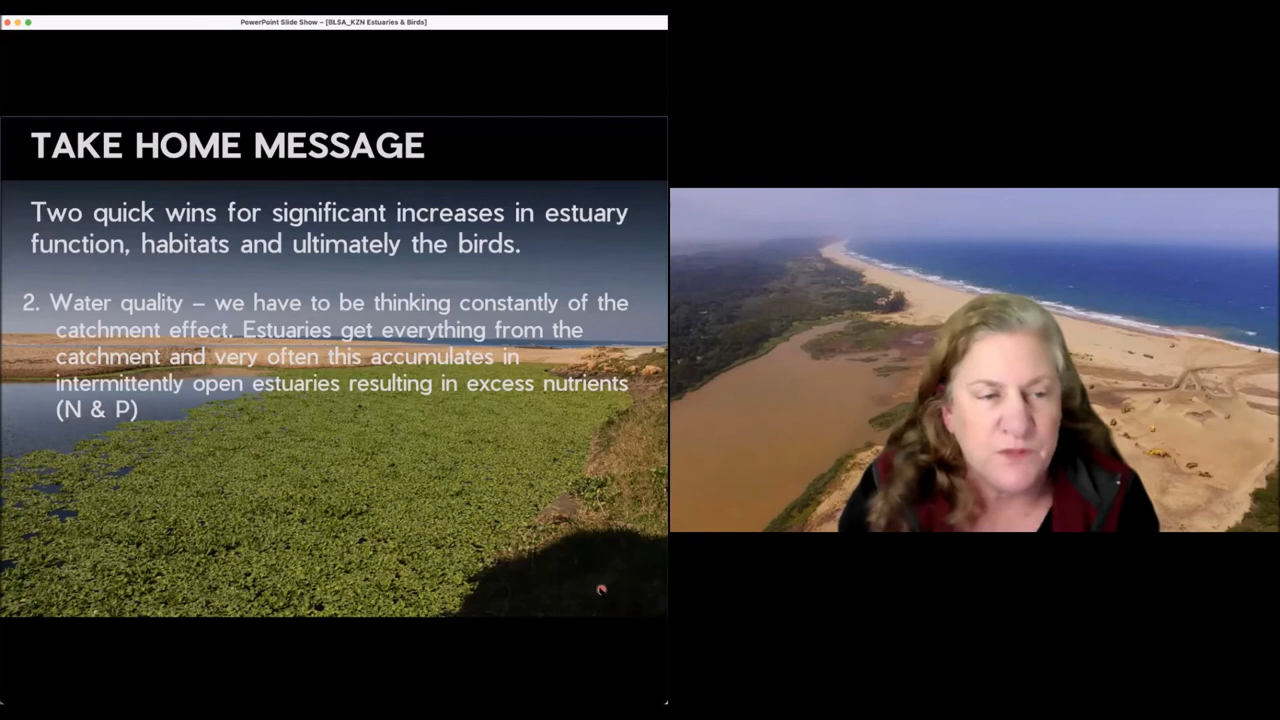 PowerPoint Slide Show – [BLSA_KZN Estuaries & Birds]
TAKE HOME MESSAGE
Two quick wins for significant increases in estuary
function, habitats and ultimately the birds.
2. Water quality – we have to be thinking constantly of the
catchment effect. Estuaries get everything from the
catchment and very often this accumulates in
intermittently open estuaries resulting in excess nutrients
(N & P)